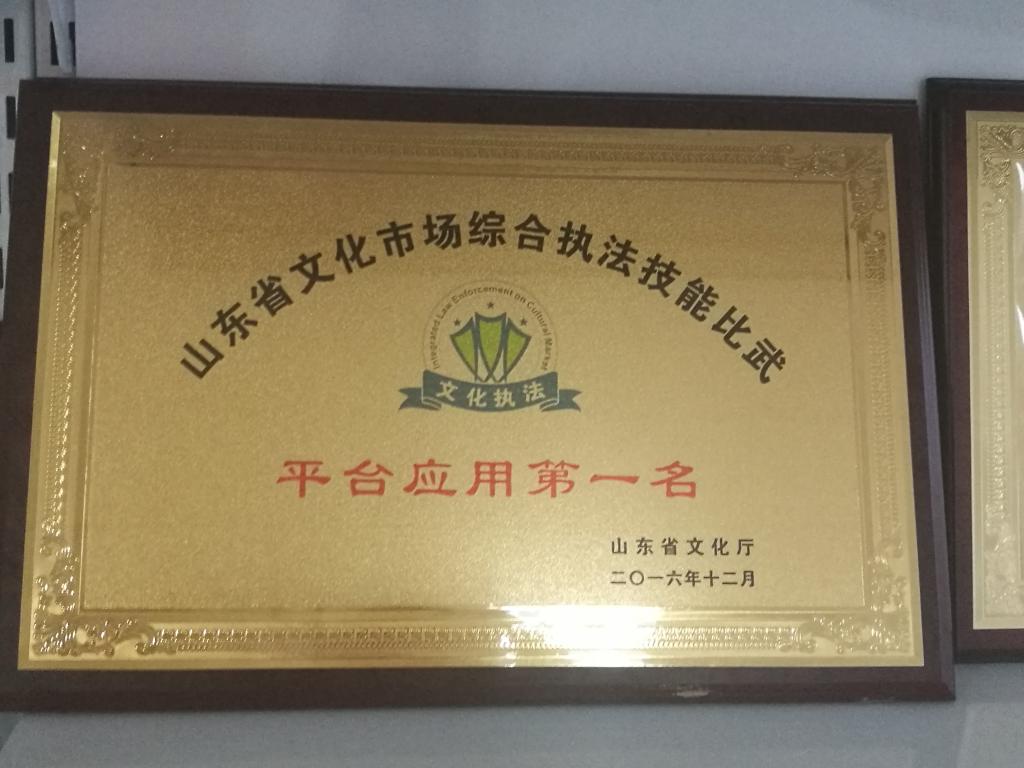 山东省文化市场综合执法技能比武
Integrated Law Enforcement on Cultural Market
文化执法
平台应用第一名
山东省文化厅
二〇一六年十二月